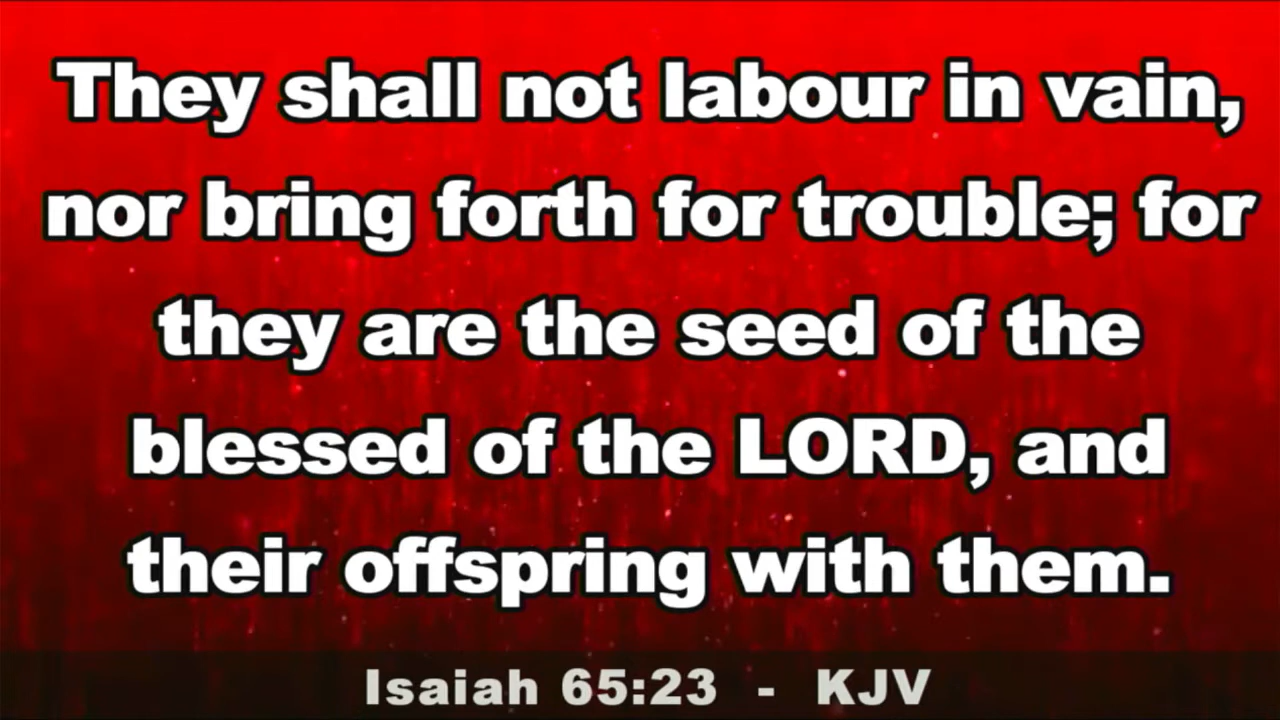 They shall not labour in vain,
nor bring forth for trouble; for
they are the seed of the
blessed of the LORD, and
their offspring with them.
Isaiah 65:23 - KJV